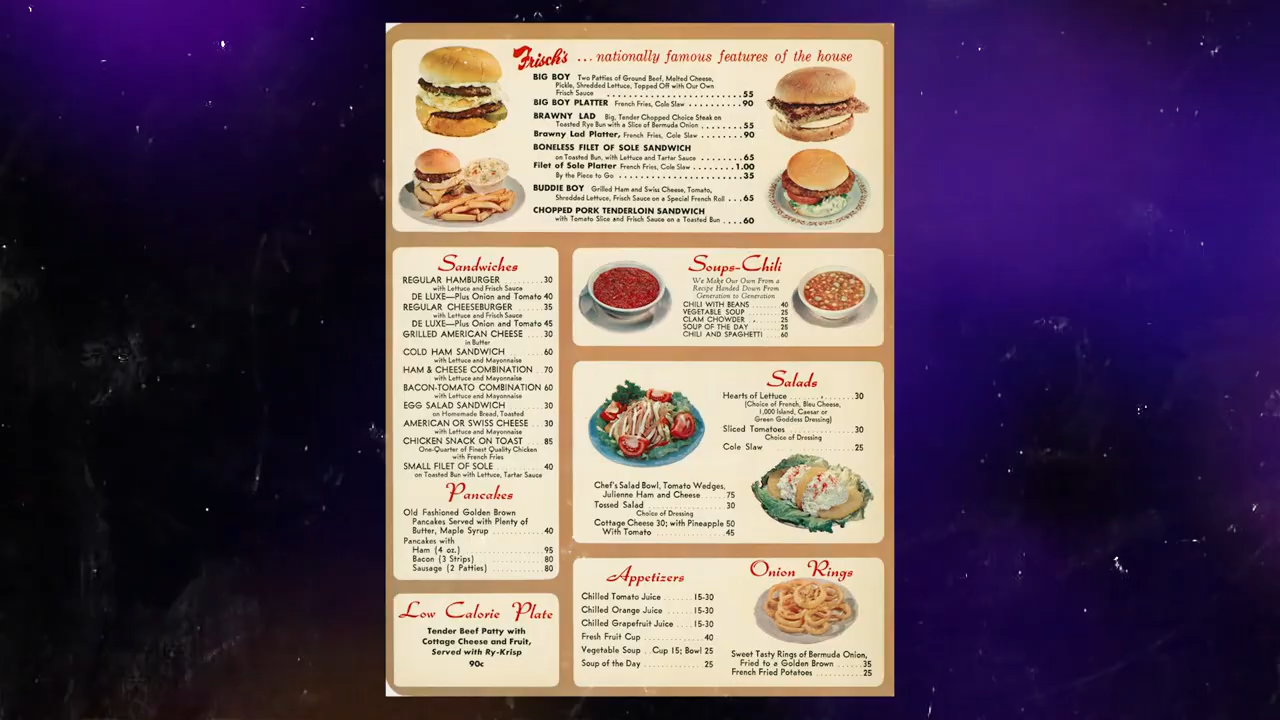 Frisch's ... nationally famous features of the house
BIG BOY Two Patties of Ground Beef, Melted Cheese,
Pickle, Shredded Lettuce, Topped Off with Our Own
Frisch Sauce . . . . 55
BIG BOY PLATTER French Fries, Cole Slaw . . . . 90
BRAWNY LAD Big, Tender Chopped Choice Steak on
Toasted Rye Bun with a Slice of Bermuda Onion . . . . 55
Brawny Lad Platter, French Fries, Cole Slaw . . . . 90
BONELESS FILET OF SOLE SANDWICH
on Toasted Bun, with Lettuce and Tartar Sauce . . . . 65
Filet of Sole Platter French Fries, Cole Slaw . . . . 1.00
By the Piece to Go . . . . 35
BUDDIE BOY Grilled Ham and Swiss Cheese, Tomato,
Shredded Lettuce, Frisch Sauce on a Special French Roll . . . 65
CHOPPED PORK TENDERLOIN SANDWICH
with Tomato Slice and Frisch Sauce on a Toasted Bun . . . . 60
Sandwiches
REGULAR HAMBURGER . . . . 30
with Lettuce and Frisch Sauce
DE LUXE—Plus Onion and Tomato 40
REGULAR CHEESEBURGER . . . . 35
with Lettuce and Frisch Sauce
DE LUXE—Plus Onion and Tomato 45
GRILLED AMERICAN CHEESE . . . . 30
in Butter
COLD HAM SANDWICH . . . . 60
with Lettuce and Mayonnaise
HAM & CHEESE COMBINATION . . 70
with Lettuce and Mayonnaise
BACON-TOMATO COMBINATION 60
with Lettuce and Mayonnaise
EGG SALAD SANDWICH . . . . 30
on Homemade Bread, Toasted
AMERICAN OR SWISS CHEESE . . . 30
with Lettuce and Mayonnaise
CHICKEN SNACK ON TOAST . . . . 85
One-Quarter of Finest Quality Chicken
with French Fries
SMALL FILET OF SOLE . . . . 40
on Toasted Bun with Lettuce, Tartar Sauce
Pancakes
Old Fashioned Golden Brown
Pancakes Served with Plenty of
Butter, Maple Syrup . . . . 40
Pancakes with
Ham (4 oz.) . . . . 95
Bacon (3 Strips) . . . . 80
Sausage (2 Patties) . . . . 80
Low Calorie Plate
Tender Beef Patty with
Cottage Cheese and Fruit,
Served with Ry-Krisp
90c
Soups-Chili
We Make Our Own From a
Recipe Handed Down From
Generation to Generation
CHILI WITH BEANS . . . . 40
VEGETABLE SOUP . . . . 25
CLAM CHOWDER . . . . 25
SOUP OF THE DAY . . . . 25
CHILI AND SPAGHETTI . . . . 60
Salads
Hearts of Lettuce . . . . 30
(Choice of French, Bleu Cheese,
1,000 Island, Caesar or
Green Goddess Dressing)
Sliced Tomatoes . . . . 30
Choice of Dressing
Cole Slaw . . . . 25
Chef's Salad Bowl, Tomato Wedges,
Julienne Ham and Cheese . . . . 75
Tossed Salad . . . . 30
Choice of Dressing
Cottage Cheese 30; with Pineapple 50
With Tomato . . . . 45
Appetizers
Chilled Tomato Juice . . . . 15-30
Chilled Orange Juice . . . . 15-30
Chilled Grapefruit Juice . . . . 15-30
Fresh Fruit Cup . . . . 40
Vegetable Soup . . Cup 15; Bowl 25
Soup of the Day . . . . 25
Onion Rings
Sweet Tasty Rings of Bermuda Onion,
Fried to a Golden Brown . . . . 35
French Fried Potatoes . . . . 25